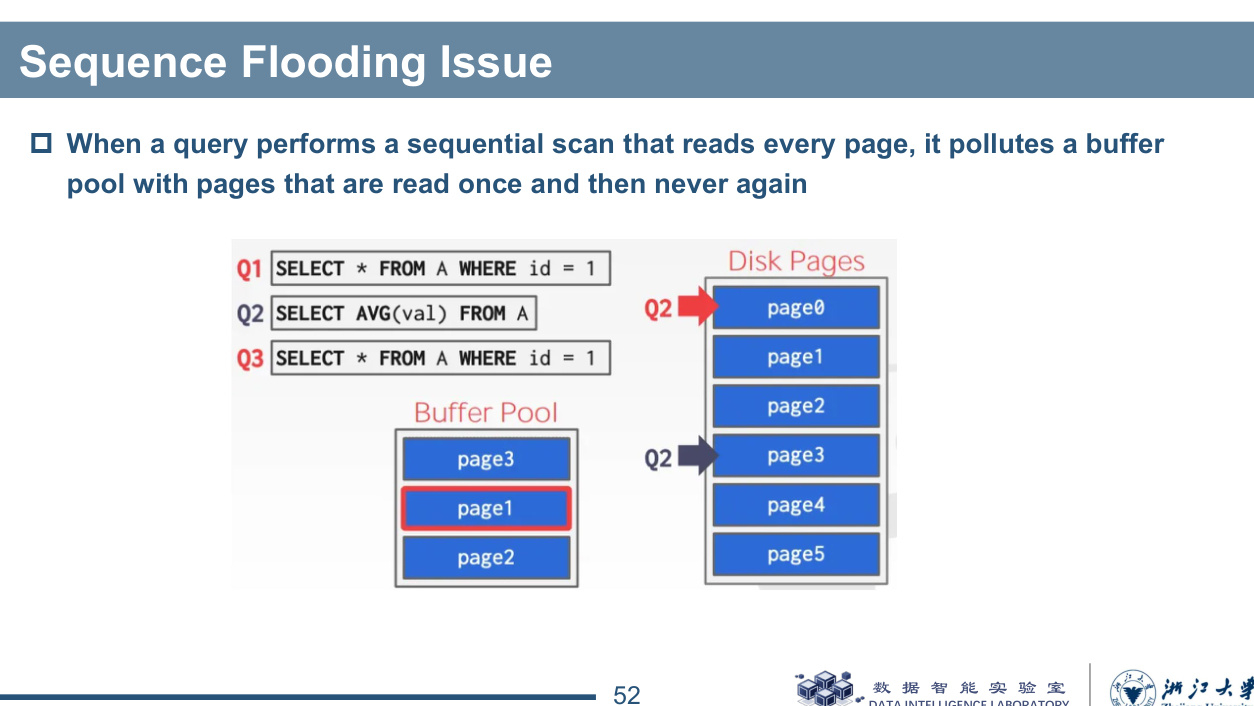 Sequence Flooding Issue
When a query performs a sequential scan that reads every page, it pollutes a buffer
pool with pages that are read once and then never again
Q1 SELECT * FROM A WHERE id = 1
Q2 SELECT AVG(val) FROM A
Q3 SELECT * FROM A WHERE id = 1
Buffer Pool
page3
page1
page2
Disk Pages
Q2 page0
page1
page2
Q2 page3
page4
page5
52
数据智能实验室
DATA INTELLIGENCE LABORATORY
浙江大学